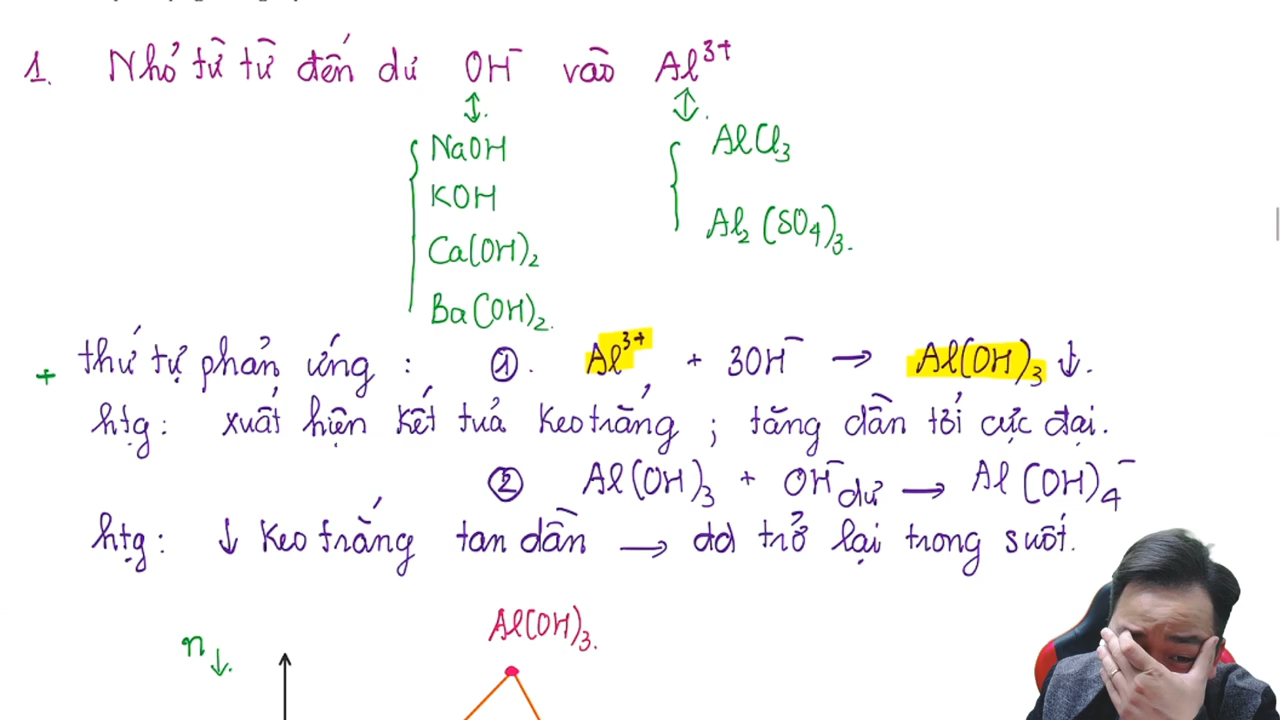 1. Nhỏ từ từ đến dư OH⁻ vào Al³⁺
↕ ↕
NaOH AlCl₃
KOH
Ca(OH)₂ Al₂(SO₄)₃.
Ba(OH)₂.
+ thứ tự phản ứng : ①. Al³⁺ + 3OH⁻ → Al(OH)₃ ↓.
htg: xuất hiện kết tủa keo trắng ; tăng dần tới cực đại.
② Al(OH)₃ + OH⁻ dư → Al(OH)₄⁻
htg: ↓ keo trắng tan dần → dd trở lại trong suốt.
Al(OH)₃.
n↓.